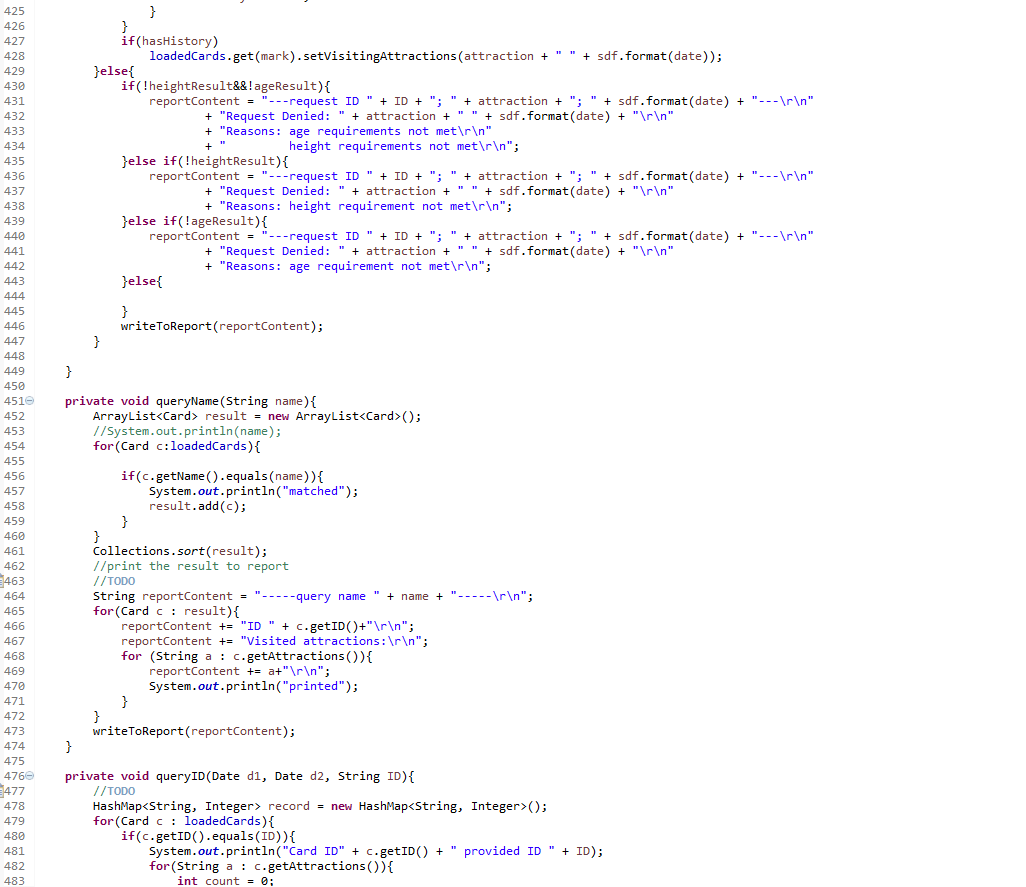 425                 }
426             }
427             if(hasHistory)
428                 loadedCards.get(mark).setVisitingAttractions(attraction + " " + sdf.format(date));
429         }else{
430             if(!heightResult&&!ageResult){
431                 reportContent = "---request ID " + ID + "; " + attraction + "; " + sdf.format(date) + "---\r\n"
432                         + "Request Denied: " + attraction + " " + sdf.format(date) + "\r\n"
433                         + "Reasons: age requirements not met\r\n"
434                         + "         height requirements not met\r\n";
435             }else if(!heightResult){
436                 reportContent = "---request ID " + ID + "; " + attraction + "; " + sdf.format(date) + "---\r\n"
437                         + "Request Denied: " + attraction + " " + sdf.format(date) + "\r\n"
438                         + "Reasons: height requirement not met\r\n";
439             }else if(!ageResult){
440                 reportContent = "---request ID " + ID + "; " + attraction + "; " + sdf.format(date) + "---\r\n"
441                         + "Request Denied: " + attraction + " " + sdf.format(date) + "\r\n"
442                         + "Reasons: age requirement not met\r\n";
443             }else{
444
445             }
446             writeToReport(reportContent);
447         }
448
449     }
450
451     private void queryName(String name){
452         ArrayList<Card> result = new ArrayList<Card>();
453         //System.out.println(name);
454         for(Card c:loadedCards){
455
456             if(c.getName().equals(name)){
457                 System.out.println("matched");
458                 result.add(c);
459             }
460         }
461         Collections.sort(result);
462         //print the result to report
463         //TODO
464         String reportContent = "-----query name " + name + "-----\r\n";
465         for(Card c : result){
466             reportContent += "ID " + c.getID()+"\r\n";
467             reportContent += "Visited attractions:\r\n";
468             for (String a : c.getAttractions()){
469                 reportContent += a+"\r\n";
470                 System.out.println("printed");
471             }
472         }
473         writeToReport(reportContent);
474     }
475
476     private void queryID(Date d1, Date d2, String ID){
477         //TODO
478         HashMap<String, Integer> record = new HashMap<String, Integer>();
479         for(Card c : loadedCards){
480             if(c.getID().equals(ID)){
481                 System.out.println("Card ID" + c.getID() + " provided ID " + ID);
482                 for(String a : c.getAttractions()){
483                     int count = 0;